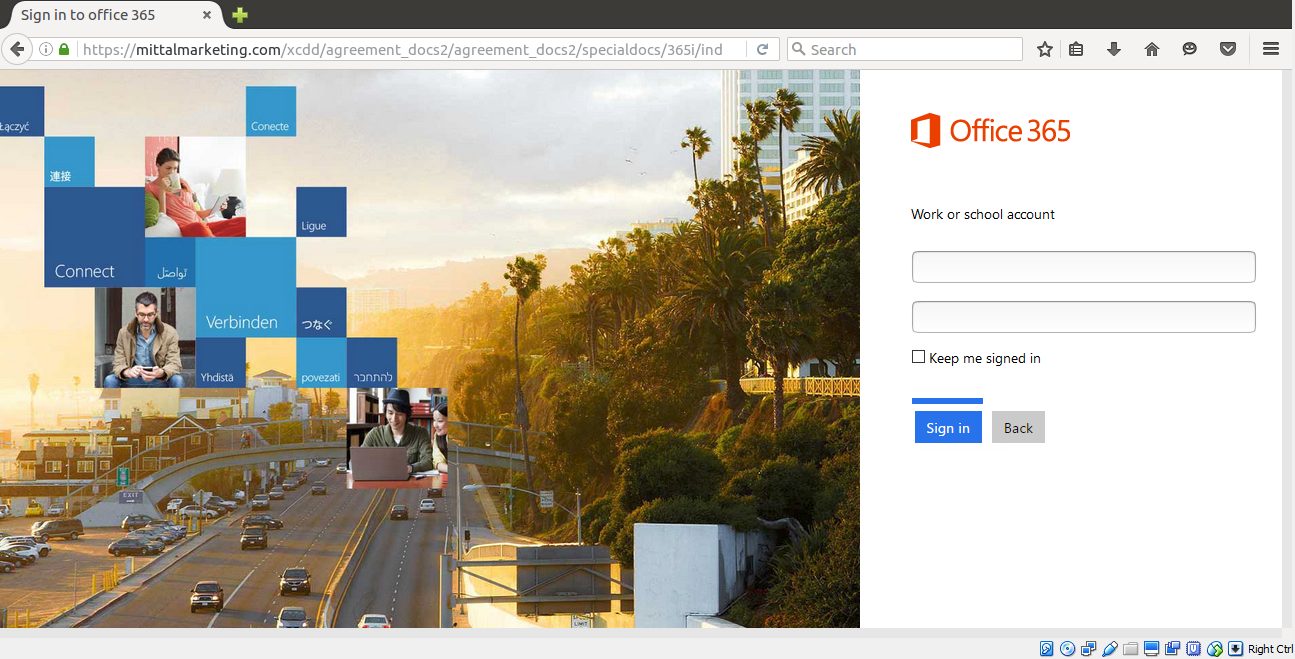 Sign in to office 365
https://mittalmarketing.com/xcdd/agreement_docs2/agreement_docs2/specialdocs/365i/ind
Search
Łączyć
Conecte
連接
Ligue
Connect
تواصَل
Verbinden
つなぐ
Yhdistä
povezati
להתחבר
EXIT
LIMIT
Office 365
Work or school account
Keep me signed in
Sign in
Back
Right Ctrl